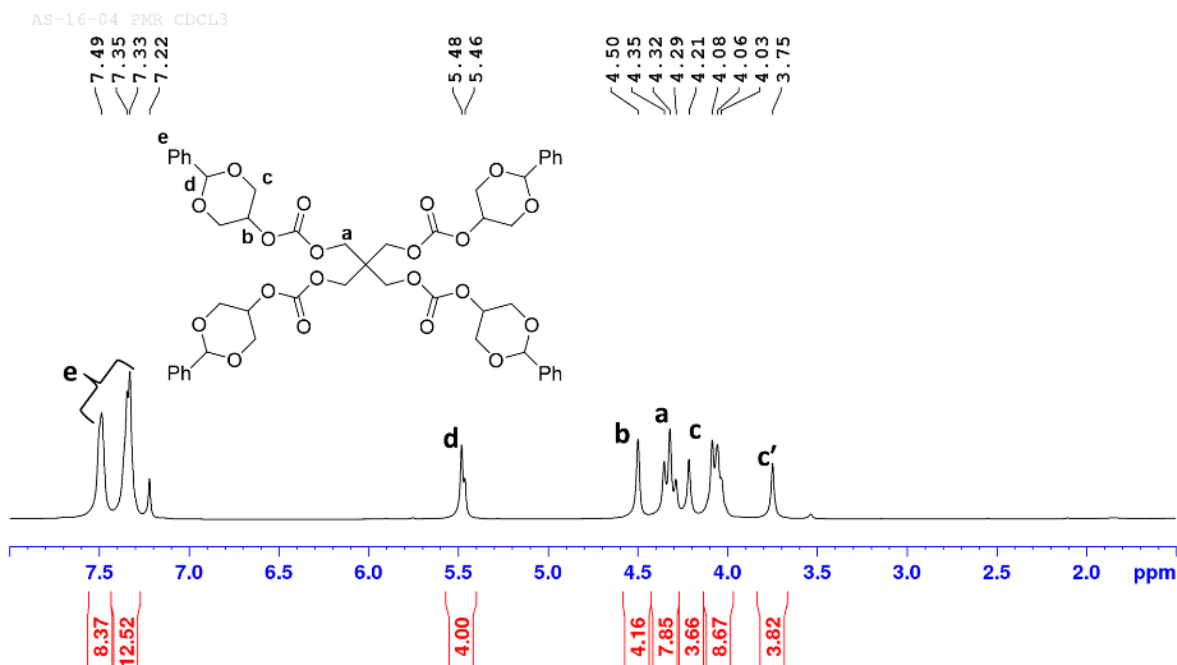 AS-16-04 PMR CDCL3
7.49
7.35
7.33
7.22
5.48
5.46
4.50
4.35
4.32
4.29
4.21
4.08
4.06
4.03
3.75
e
Ph O c O Ph
d O O
b O O O a O O O
O O
O O O O O O
O O
Ph O O Ph
e
d
b
a
c
c′
7.5 7.0 6.5 6.0 5.5 5.0 4.5 4.0 3.5 3.0 2.5 2.0 ppm
8.37
12.52
4.00
4.16
7.85
3.66
8.67
3.82